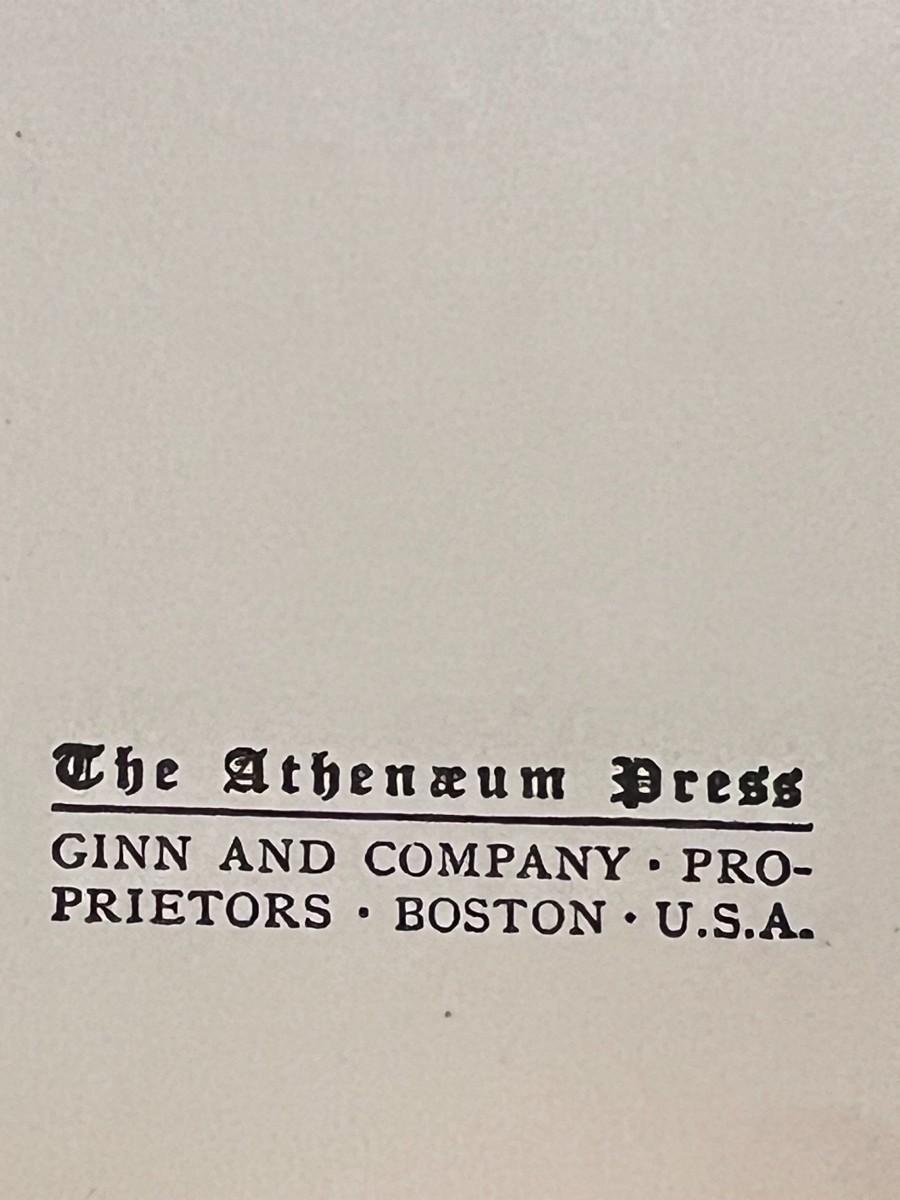 The Athenæum Press
GINN AND COMPANY · PRO-
PRIETORS · BOSTON · U.S.A.